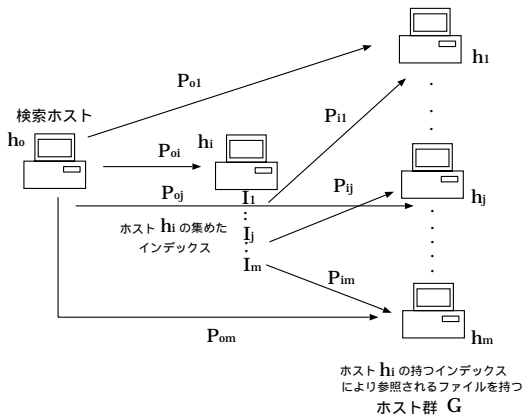 h1
Po1
検索ホスト
Pi1
ho
hi
Poi
Pij
Poj
I1
hj
ホスト hi の集めた
インデックス
Ij
Im
Pim
Pom
hm
ホスト hi の持つインデックス
により参照されるファイルを持つ
ホスト群 G